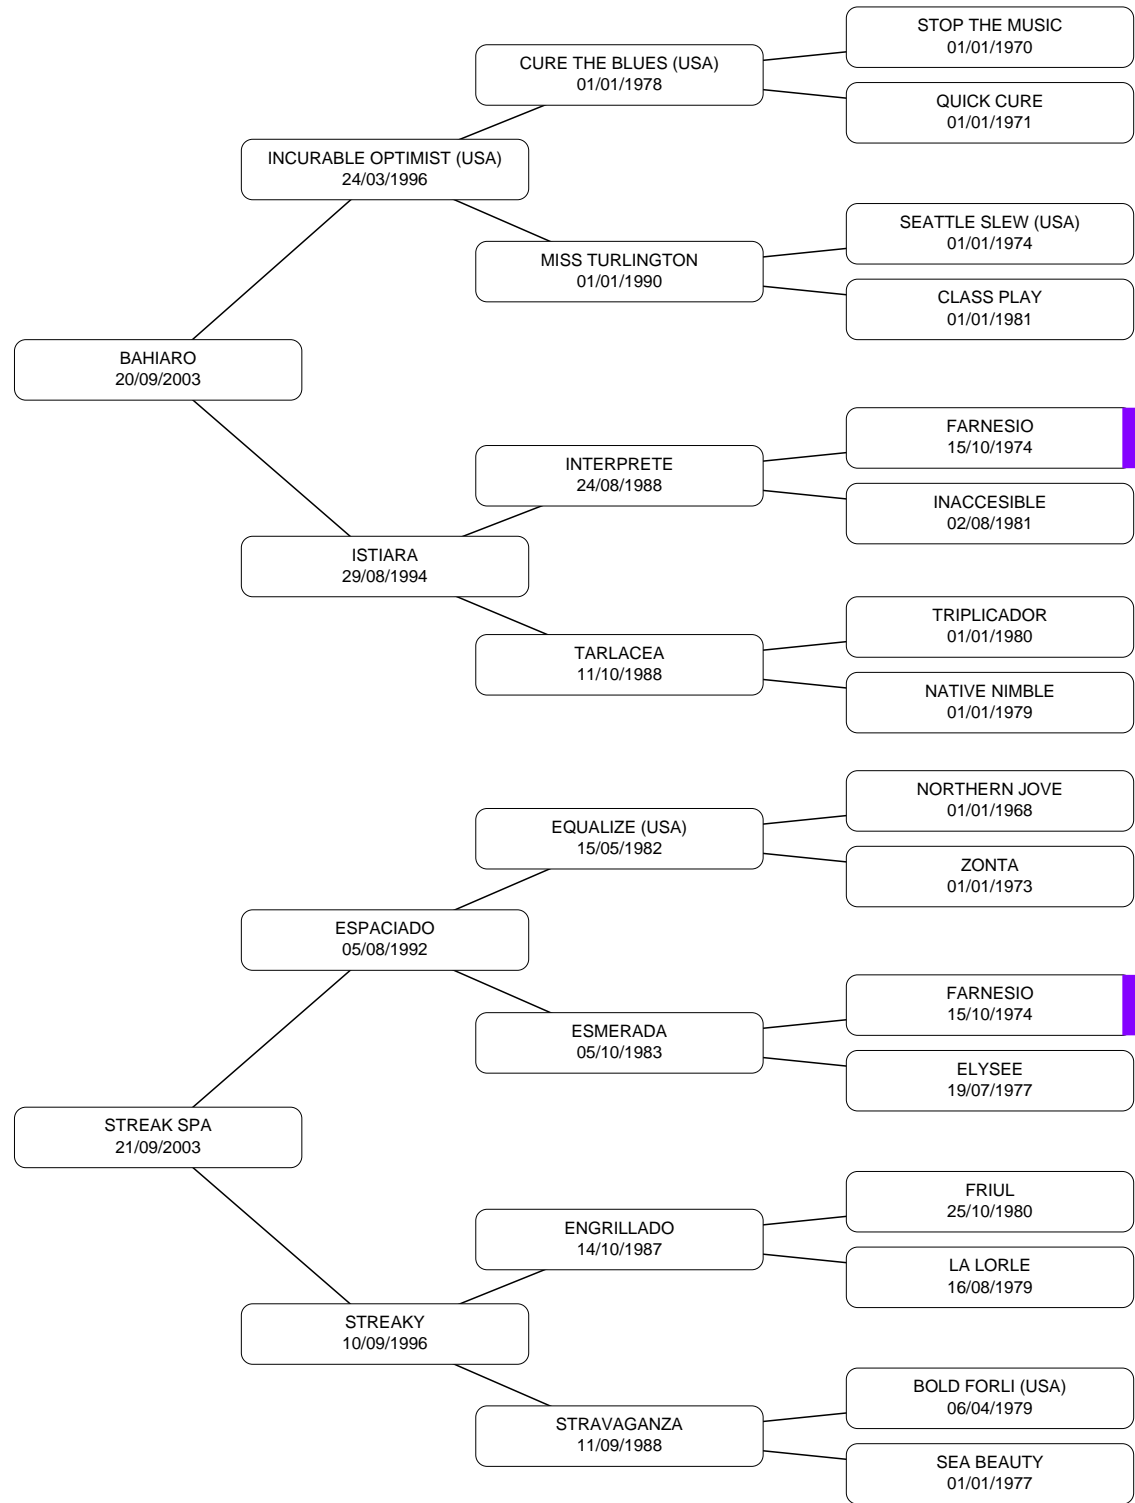 STOP THE MUSIC
01/01/1970
CURE THE BLUES (USA)
01/01/1978
QUICK CURE
01/01/1971
INCURABLE OPTIMIST (USA)
24/03/1996
SEATTLE SLEW (USA)
01/01/1974
MISS TURLINGTON
01/01/1990
CLASS PLAY
01/01/1981
BAHIARO
20/09/2003
FARNESIO
15/10/1974
INTERPRETE
24/08/1988
INACCESIBLE
02/08/1981
ISTIARA
29/08/1994
TRIPLICADOR
01/01/1980
TARLACEA
11/10/1988
NATIVE NIMBLE
01/01/1979
NORTHERN JOVE
01/01/1968
EQUALIZE (USA)
15/05/1982
ZONTA
01/01/1973
ESPACIADO
05/08/1992
FARNESIO
15/10/1974
ESMERADA
05/10/1983
ELYSEE
19/07/1977
STREAK SPA
21/09/2003
FRIUL
25/10/1980
ENGRILLADO
14/10/1987
LA LORLE
16/08/1979
STREAKY
10/09/1996
BOLD FORLI (USA)
06/04/1979
STRAVAGANZA
11/09/1988
SEA BEAUTY
01/01/1977